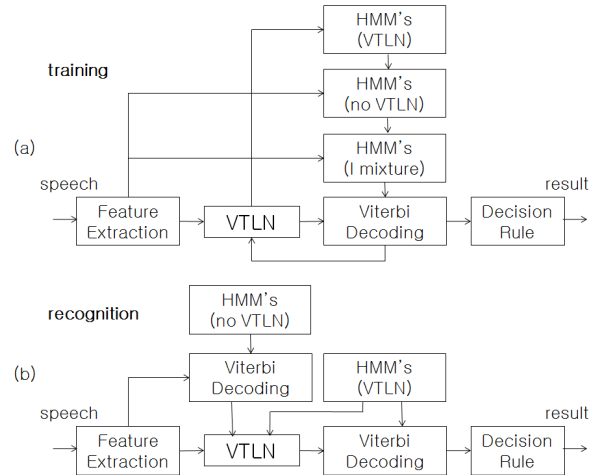 HMM's
(VTLN)
training
HMM's
(no VTLN)
(a)
HMM's
(I mixture)
speech
result
Feature
Extraction
VTLN
Viterbi
Decoding
Decision
Rule
recognition
HMM's
(no VTLN)
(b)
Viterbi
Decoding
HMM's
(VTLN)
speech
result
Feature
Extraction
VTLN
Viterbi
Decoding
Decision
Rule